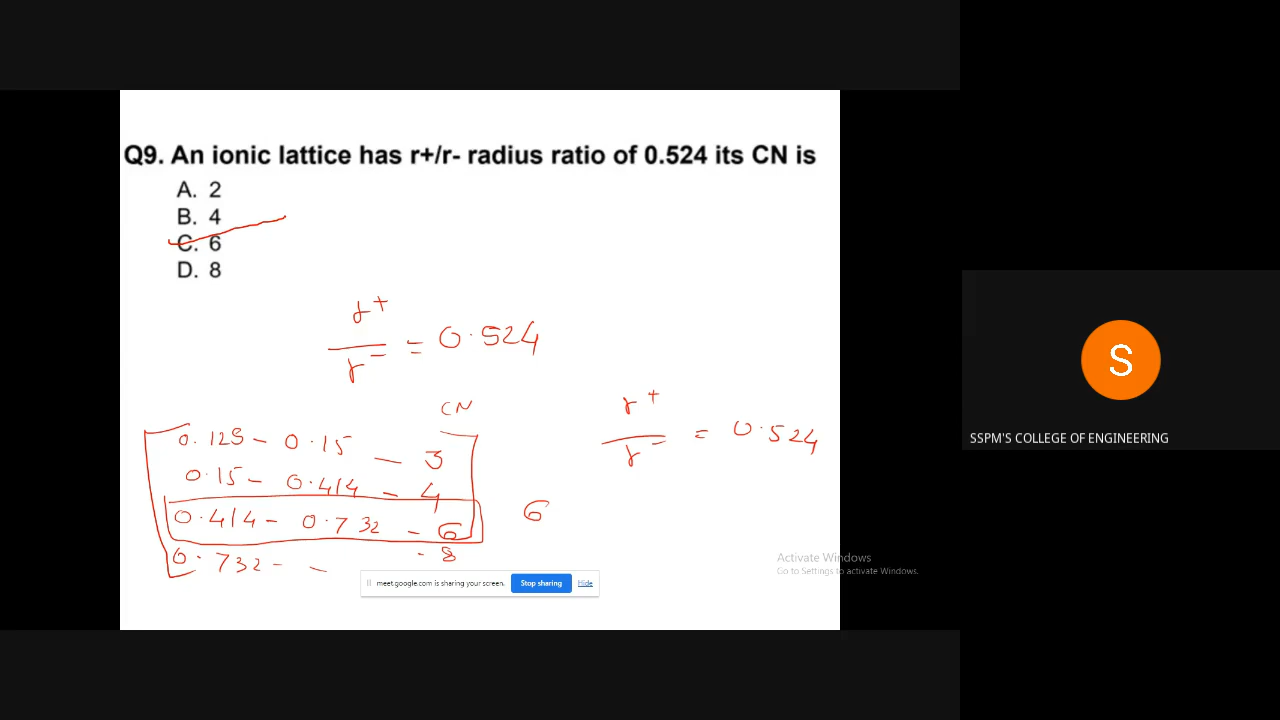 Q9. An ionic lattice has r+/r- radius ratio of 0.524 its CN is
A. 2
B. 4
C. 6
D. 8
r+
r- = 0.524
CN
0.125 - 0.15 - 3
0.15 - 0.414 - 4
0.414 - 0.732 - 6
0.732 - - - 8
6
r+
r- = 0.524
meet.google.com is sharing your screen. Stop sharing Hide
Activate Windows
Go to Settings to activate Windows.
S
SSPM'S COLLEGE OF ENGINEERING